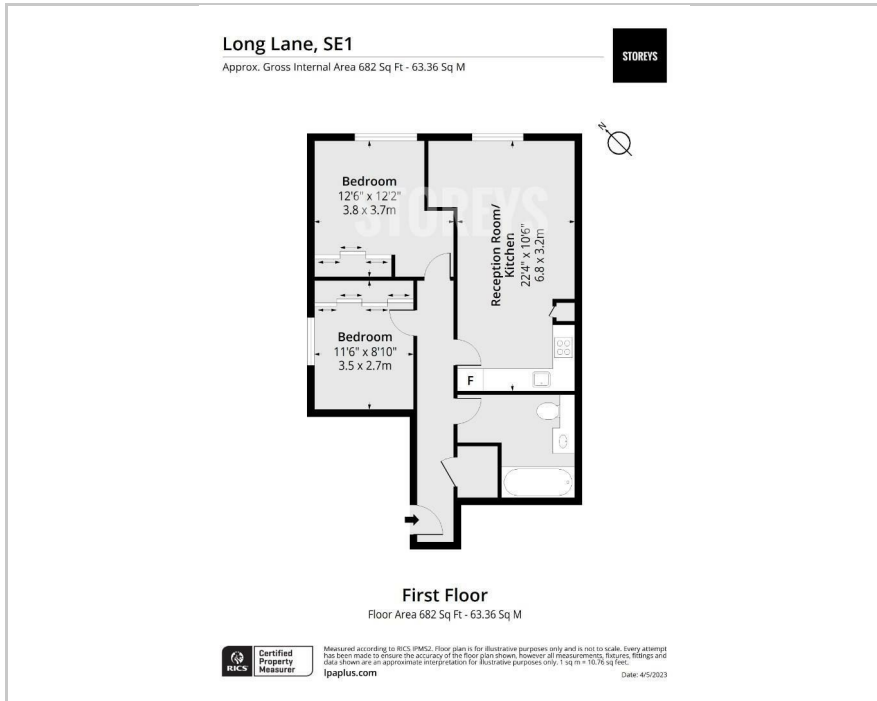 Long Lane, SE1
Approx. Gross Internal Area 682 Sq Ft - 63.36 Sq M
STOREYS
N
Bedroom
12'6" x 12'2"
3.8 x 3.7m
STOREYS
Reception Room/
Kitchen
22'4" x 10'6"
6.8 x 3.2m
Bedroom
11'6" x 8'10"
3.5 x 2.7m
F
First Floor
Floor Area 682 Sq Ft - 63.36 Sq M
RICS
Certified
Property
Measurer
Measured according to RICS IPMS2. Floor plan is for illustrative purposes only and is not to scale. Every attempt
has been made to ensure the accuracy of the floor plan shown, however all measurements, fixtures, fittings and
data shown are an approximate interpretation for illustrative purposes only. 1 sq m = 10.76 sq feet.
lpaplus.com
Date: 4/5/2023